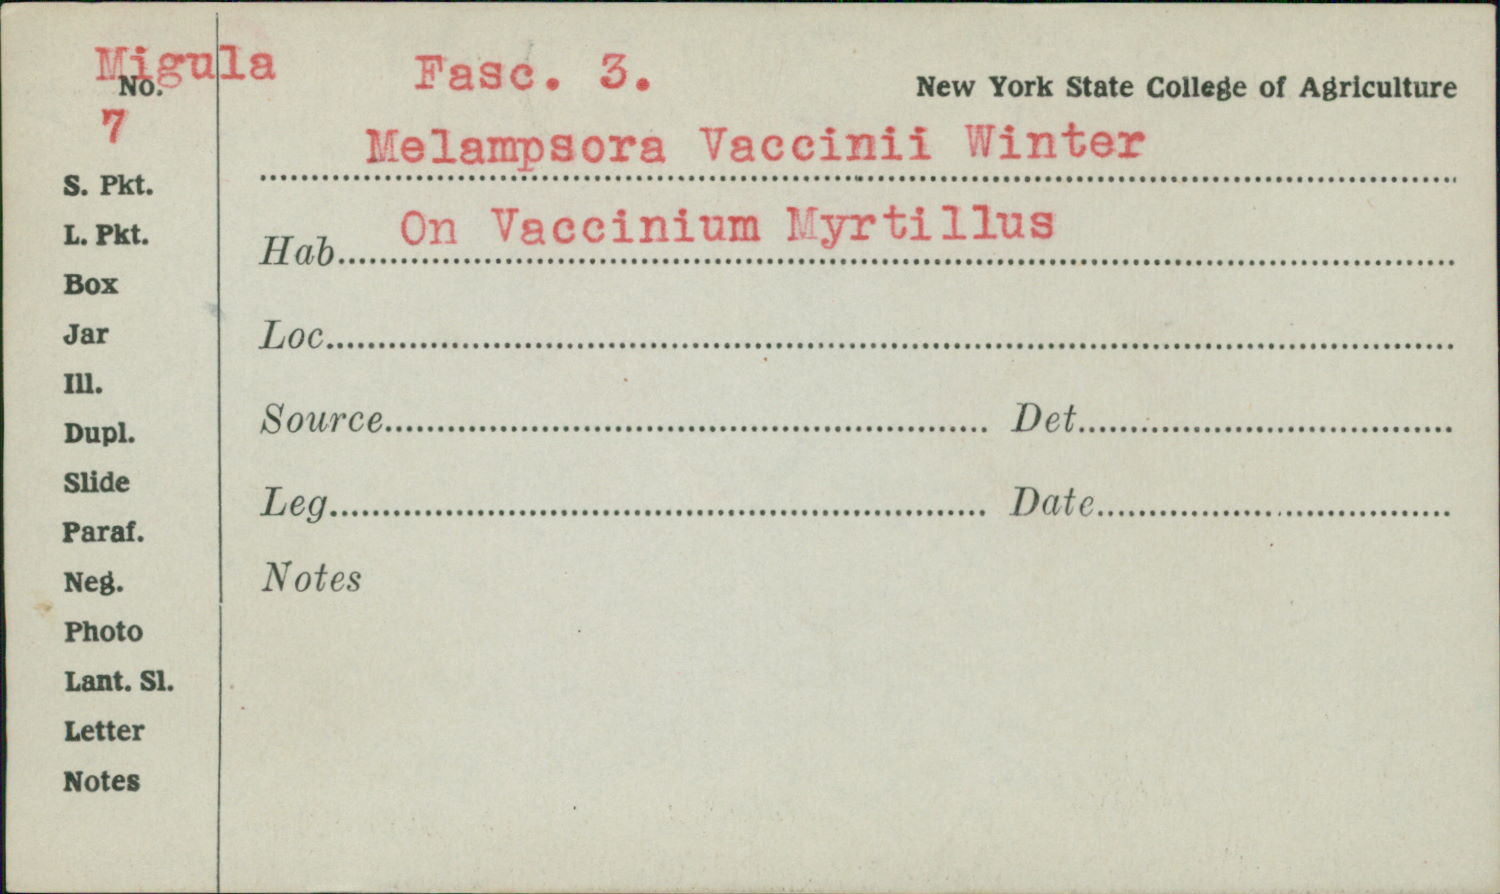 Migula Fasc. 3.
No. New York State College of Agriculture
7
Melampsora Vaccinii Winter
S. Pkt.
On Vaccinium Myrtillus
L. Pkt.
Hab.
Box
Jar
Loc.
Ill.
Dupl.
Source. Det.
Slide
Leg. Date.
Paraf.
Neg.
Notes
Photo
Lant. Sl.
Letter
Notes